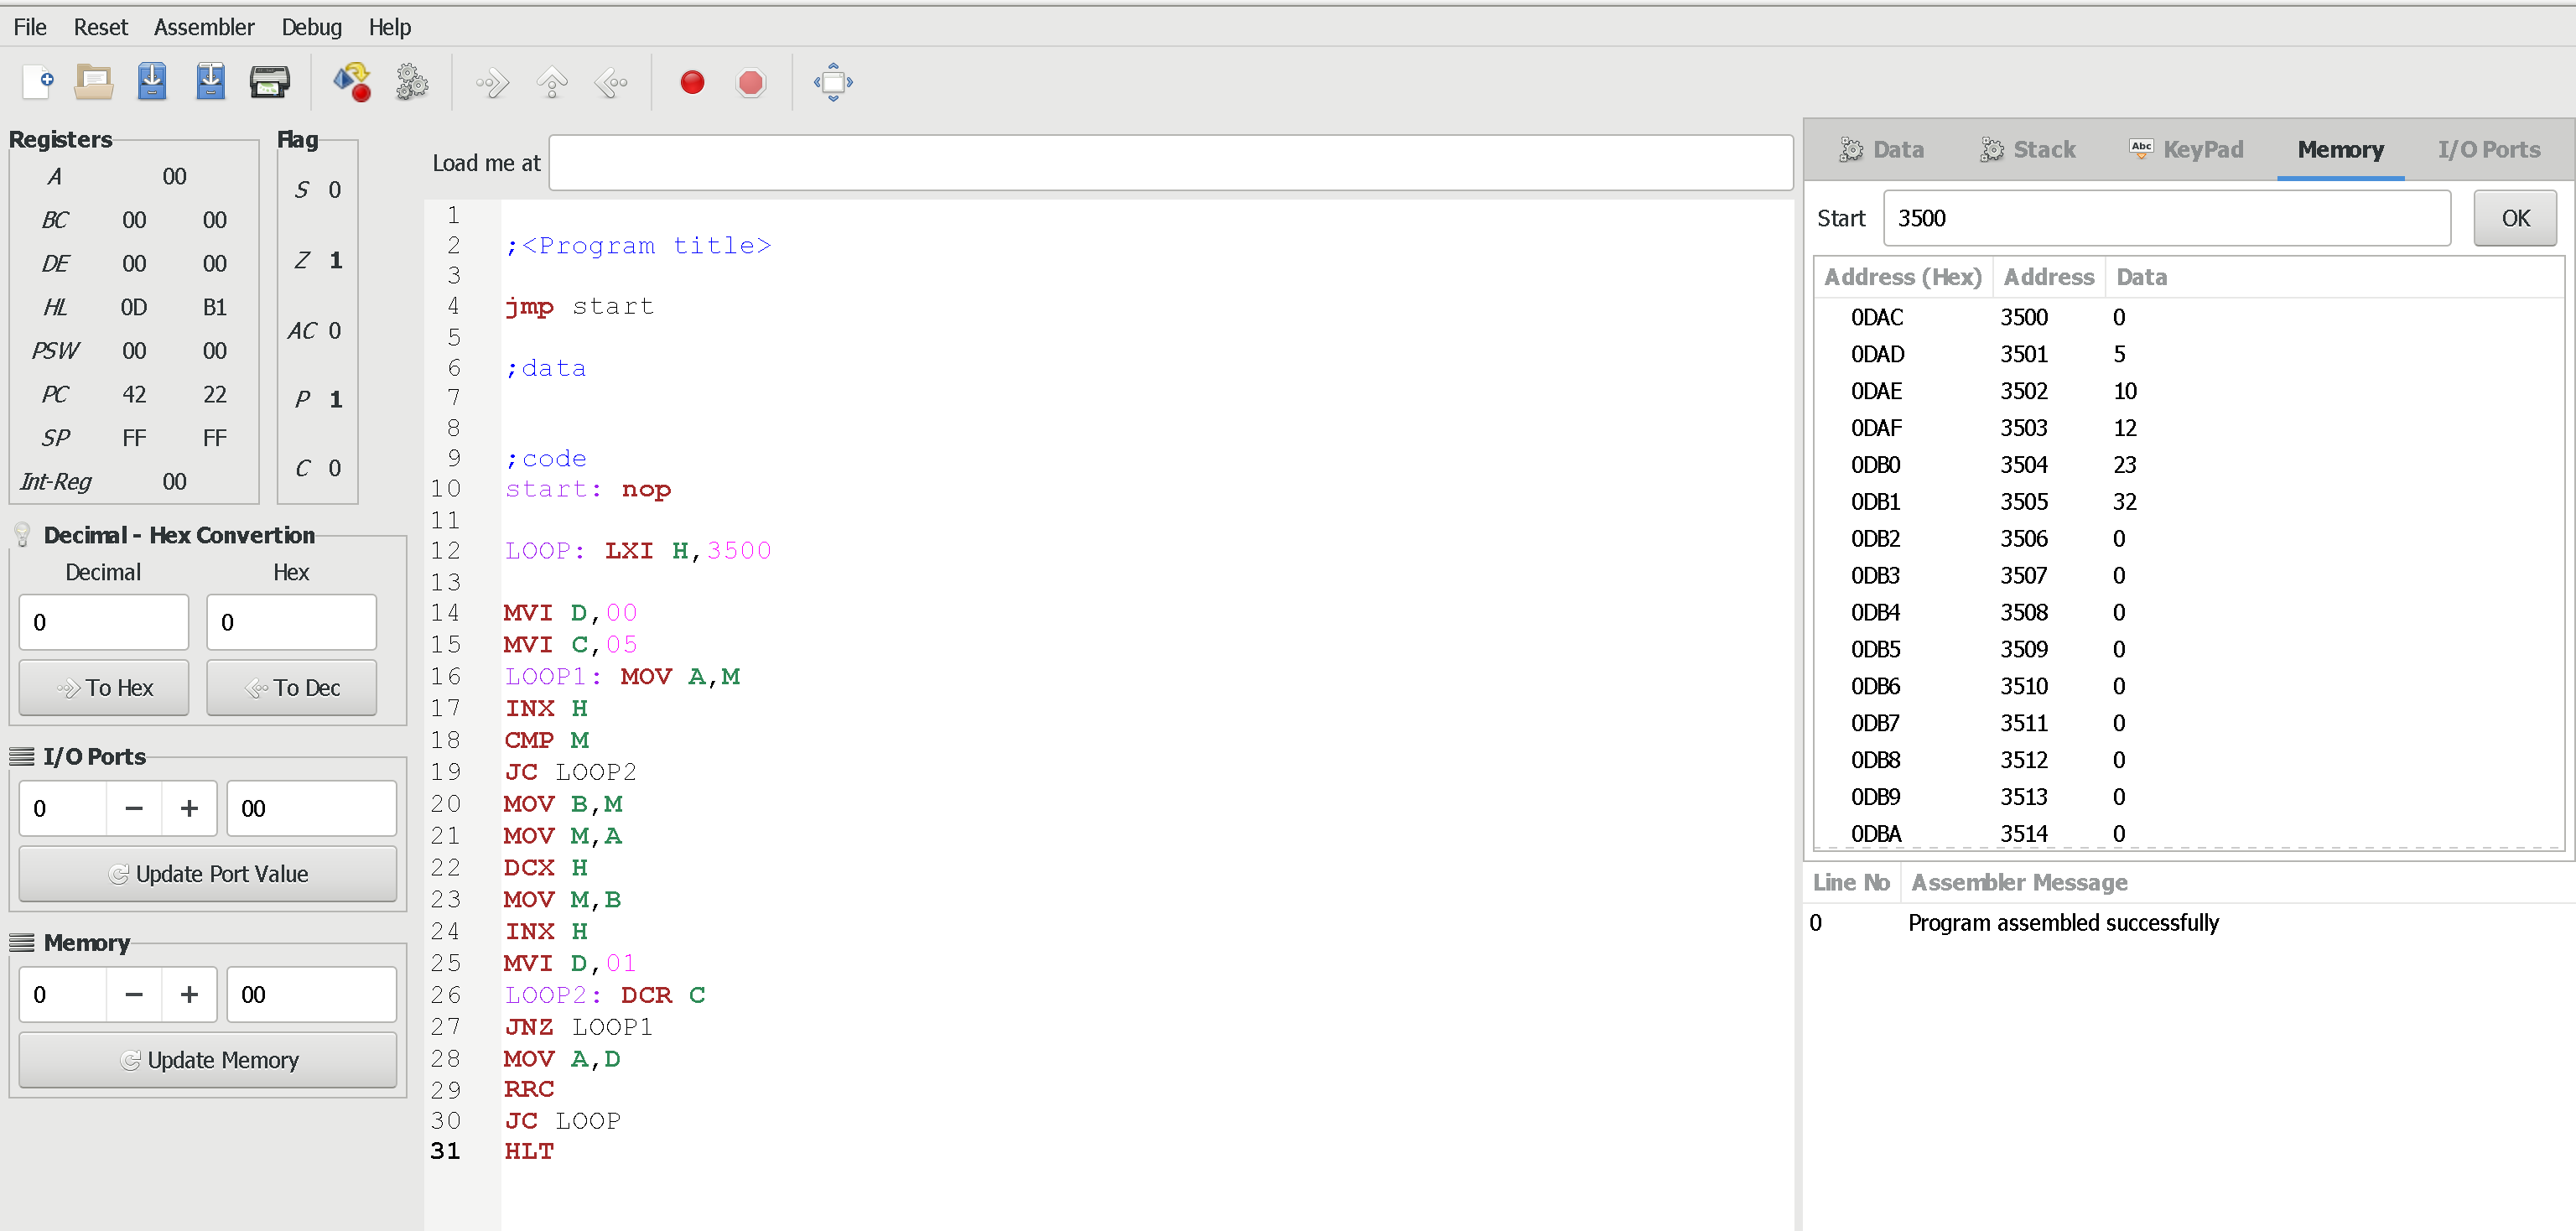 File Reset Assembler Debug Help
Registers
A 00
BC 00 00
DE 00 00
HL 0D B1
PSW 00 00
PC 42 22
SP FF FF
Int-Reg 00
Flag
S 0
Z 1
AC 0
P 1
C 0
Decimal - Hex Convertion
Decimal Hex
0 0
To Hex To Dec
I/O Ports
0 − + 00
Update Port Value
Memory
0 − + 00
Update Memory
Load me at
1
2 ;<Program title>
3
4 jmp start
5
6 ;data
7
8
9 ;code
10 start: nop
11
12 LOOP: LXI H,3500
13
14 MVI D,00
15 MVI C,05
16 LOOP1: MOV A,M
17 INX H
18 CMP M
19 JC LOOP2
20 MOV B,M
21 MOV M,A
22 DCX H
23 MOV M,B
24 INX H
25 MVI D,01
26 LOOP2: DCR C
27 JNZ LOOP1
28 MOV A,D
29 RRC
30 JC LOOP
31 HLT
Data Stack Abc KeyPad Memory I/O Ports
Start 3500 OK
Address (Hex) Address Data
0DAC 3500 0
0DAD 3501 5
0DAE 3502 10
0DAF 3503 12
0DB0 3504 23
0DB1 3505 32
0DB2 3506 0
0DB3 3507 0
0DB4 3508 0
0DB5 3509 0
0DB6 3510 0
0DB7 3511 0
0DB8 3512 0
0DB9 3513 0
0DBA 3514 0
Line No Assembler Message
0 Program assembled successfully